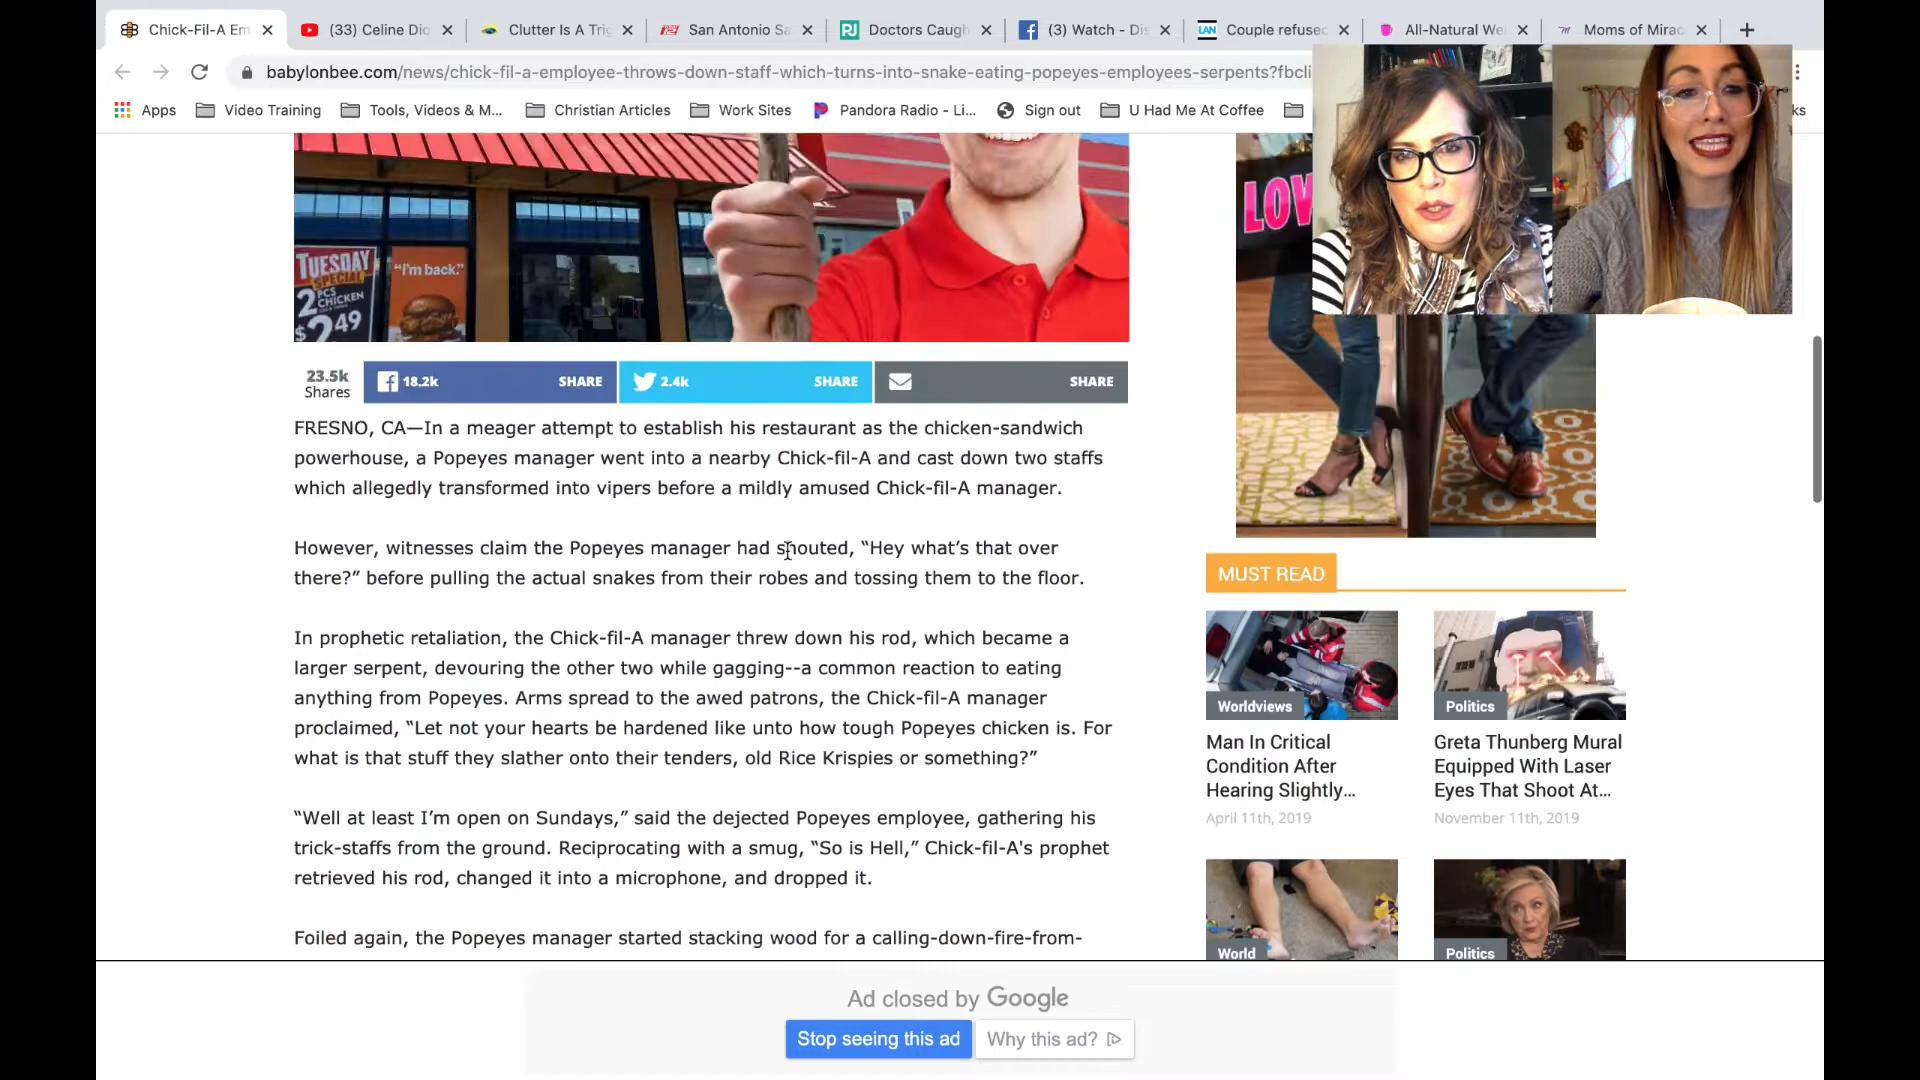 Chick-Fil-A Em
(33) Celine Dio
Clutter Is A Trig
San Antonio Sa
Doctors Caugh
(3) Watch - Dis
Couple refused
All-Natural Wei
Moms of Mirac
babylonbee.com/news/chick-fil-a-employee-throws-down-staff-which-turns-into-snake-eating-popeyes-employees-serpents?fbcli
Apps
Video Training
Tools, Videos & M...
Christian Articles
Work Sites
Pandora Radio - Li...
Sign out
U Had Me At Coffee
ks
TUESDAY
SPECIAL
2 PCS
CHICKEN
$2.49
"I'm back."
LOV
23.5k
Shares
18.2k
SHARE
2.4k
SHARE
SHARE
FRESNO, CA—In a meager attempt to establish his restaurant as the chicken-sandwich
powerhouse, a Popeyes manager went into a nearby Chick-fil-A and cast down two staffs
which allegedly transformed into vipers before a mildly amused Chick-fil-A manager.
However, witnesses claim the Popeyes manager had shouted, “Hey what’s that over
there?” before pulling the actual snakes from their robes and tossing them to the floor.
In prophetic retaliation, the Chick-fil-A manager threw down his rod, which became a
larger serpent, devouring the other two while gagging--a common reaction to eating
anything from Popeyes. Arms spread to the awed patrons, the Chick-fil-A manager
proclaimed, “Let not your hearts be hardened like unto how tough Popeyes chicken is. For
what is that stuff they slather onto their tenders, old Rice Krispies or something?”
“Well at least I’m open on Sundays,” said the dejected Popeyes employee, gathering his
trick-staffs from the ground. Reciprocating with a smug, “So is Hell,” Chick-fil-A's prophet
retrieved his rod, changed it into a microphone, and dropped it.
Foiled again, the Popeyes manager started stacking wood for a calling-down-fire-from-
MUST READ
Worldviews
Man In Critical
Condition After
Hearing Slightly...
April 11th, 2019
Politics
Greta Thunberg Mural
Equipped With Laser
Eyes That Shoot At...
November 11th, 2019
World
Politics
Ad closed by Google
Stop seeing this ad
Why this ad?